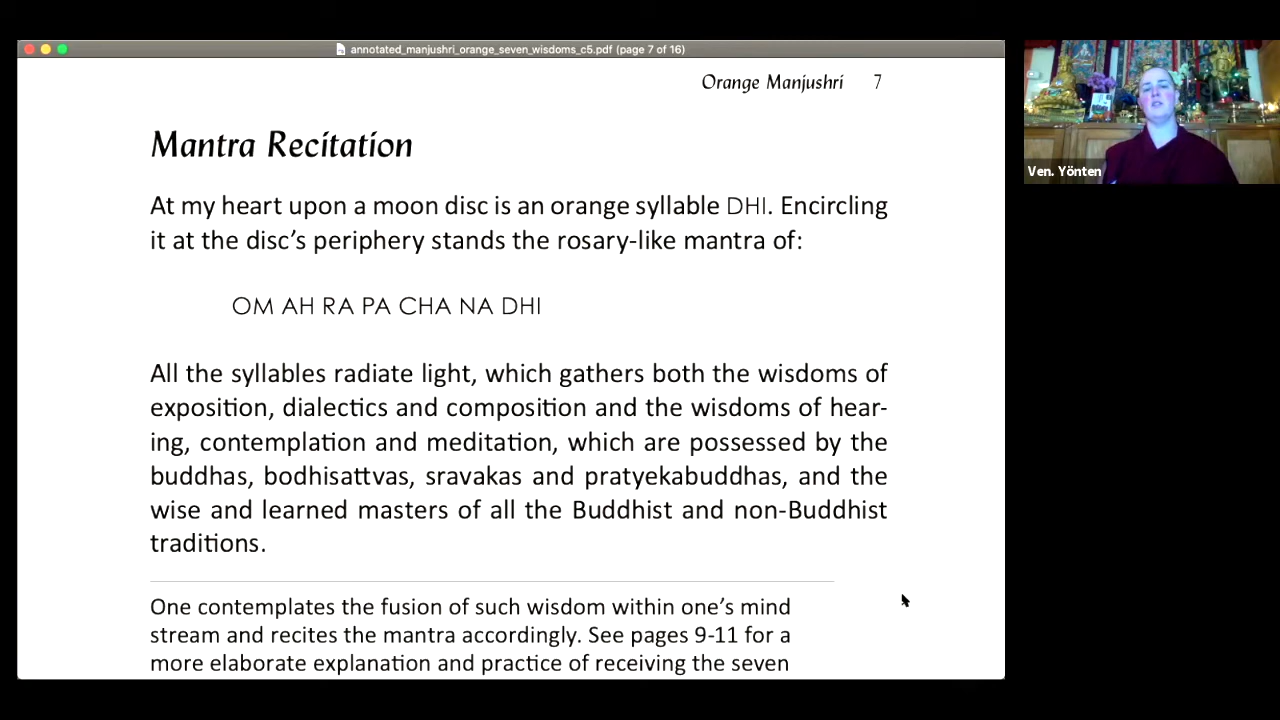 annotated_manjushri_orange_seven_wisdoms_c5.pdf (page 7 of 16)
Orange Manjushri 7
Mantra Recitation
At my heart upon a moon disc is an orange syllable DHI. Encircling
it at the disc's periphery stands the rosary-like mantra of:
OM AH RA PA CHA NA DHI
All the syllables radiate light, which gathers both the wisdoms of
exposition, dialectics and composition and the wisdoms of hear-
ing, contemplation and meditation, which are possessed by the
buddhas, bodhisattvas, sravakas and pratyekabuddhas, and the
wise and learned masters of all the Buddhist and non-Buddhist
traditions.
One contemplates the fusion of such wisdom within one's mind
stream and recites the mantra accordingly. See pages 9-11 for a
more elaborate explanation and practice of receiving the seven
Ven. Yönten